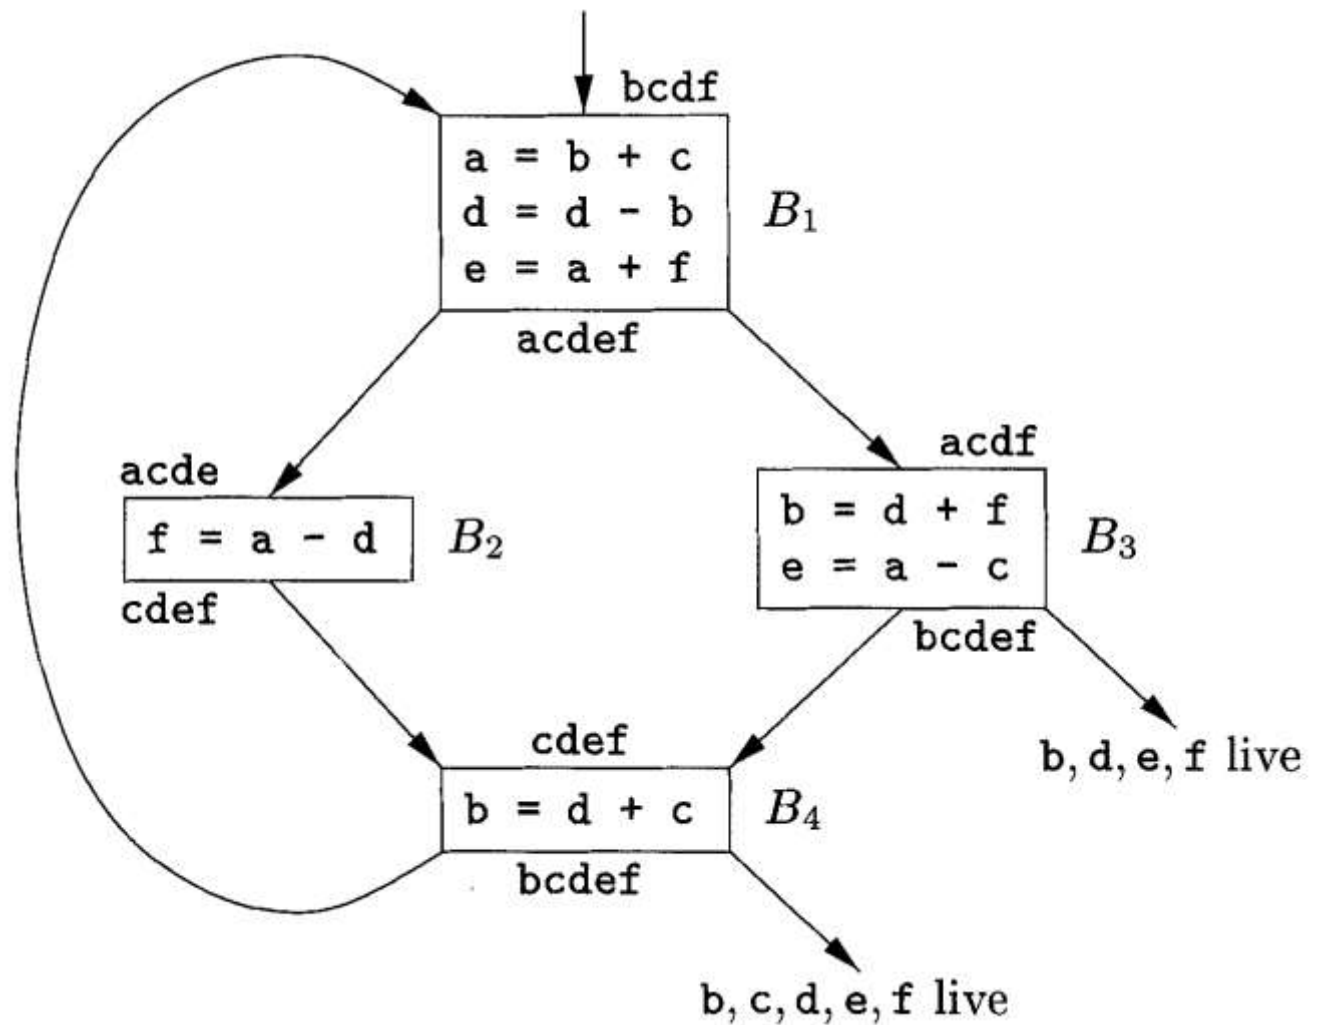 bcdf
a = b + c
d = d - b
e = a + f
B₁
acdef
acde
f = a - d
B₂
cdef
acdf
b = d + f
e = a - c
B₃
bcdef
b, d, e, f live
cdef
b = d + c
B₄
bcdef
b, c, d, e, f live